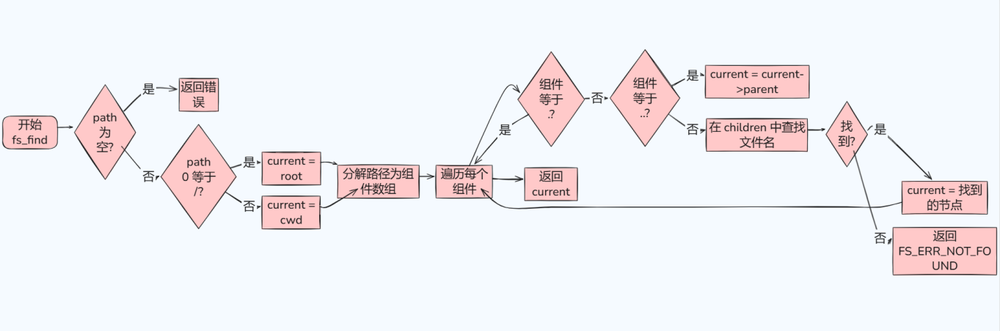 开始
fs_find
path
为
空?
是
返回错
误
否
path
0 等于
/?
是
current =
root
否
current =
cwd
分解路径为组
件数组
遍历每个
组件
返回
current
组件
等于
.?
是
否
组件
等于
..?
是
current = current-
>parent
否
在 children 中查找
文件名
找
到?
是
current = 找到
的节点
否
返回
FS_ERR_NOT_FO
UND